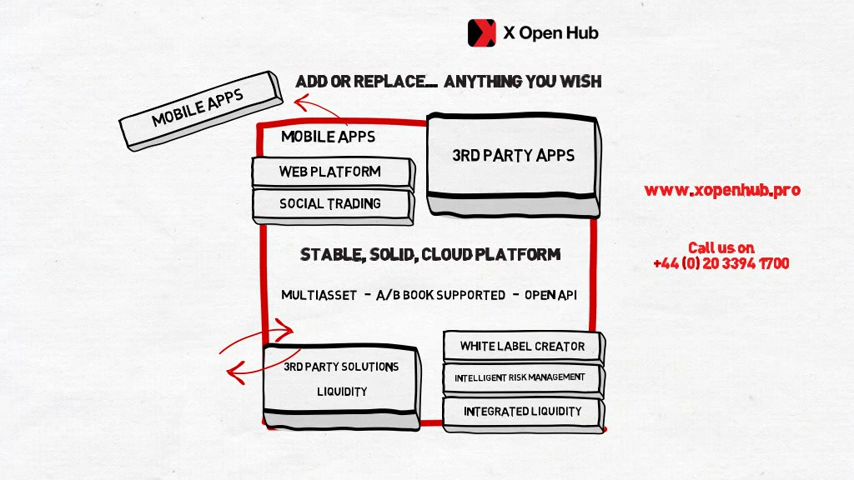 X Open Hub
ADD OR REPLACE... ANYTHING YOU WISH
MOBILE APPS
MOBILE APPS
3RD PARTY APPS
WEB PLATFORM
SOCIAL TRADING
www.xopenhub.pro
Call us on
+44 (0) 20 3394 1700
STABLE, SOLID, CLOUD PLATFORM
MULTIASSET - A/B BOOK SUPPORTED - OPEN API
3RD PARTY SOLUTIONS
LIQUIDITY
WHITE LABEL CREATOR
INTELLIGENT RISK MANAGEMENT
INTEGRATED LIQUIDITY